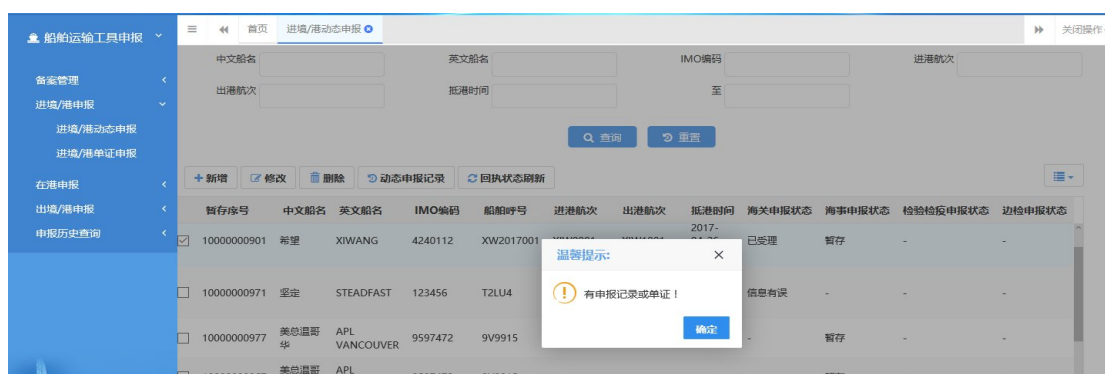 船舶运输工具申报
首页 进境/港动态申报
关闭操作
备案管理
进境/港申报
进境/港动态申报
进境/港单证申报
在港申报
出境/港申报
申报历史查询
中文船名 英文船名 IMO编码 进港航次
出港航次 抵港时间 至
查询 重置
新增 修改 删除 动态申报记录 回执状态刷新
暂存序号 中文船名 英文船名 IMO编码 船舶呼号 进港航次 出港航次 抵港时间 海关申报状态 海事申报状态 检验检疫申报状态 边检申报状态
2017-
10000000901 希望 XIWANG 4240112 XW2017001 已受理 暂存 - -
温馨提示:
有申报记录或单证！
确定
10000000971 坚定 STEADFAST 123456 T2LU4 信息有误 - - -
10000000977 美总温哥华 APL VANCOUVER 9597472 9V9915 - 暂存 - -
美总温哥 APL